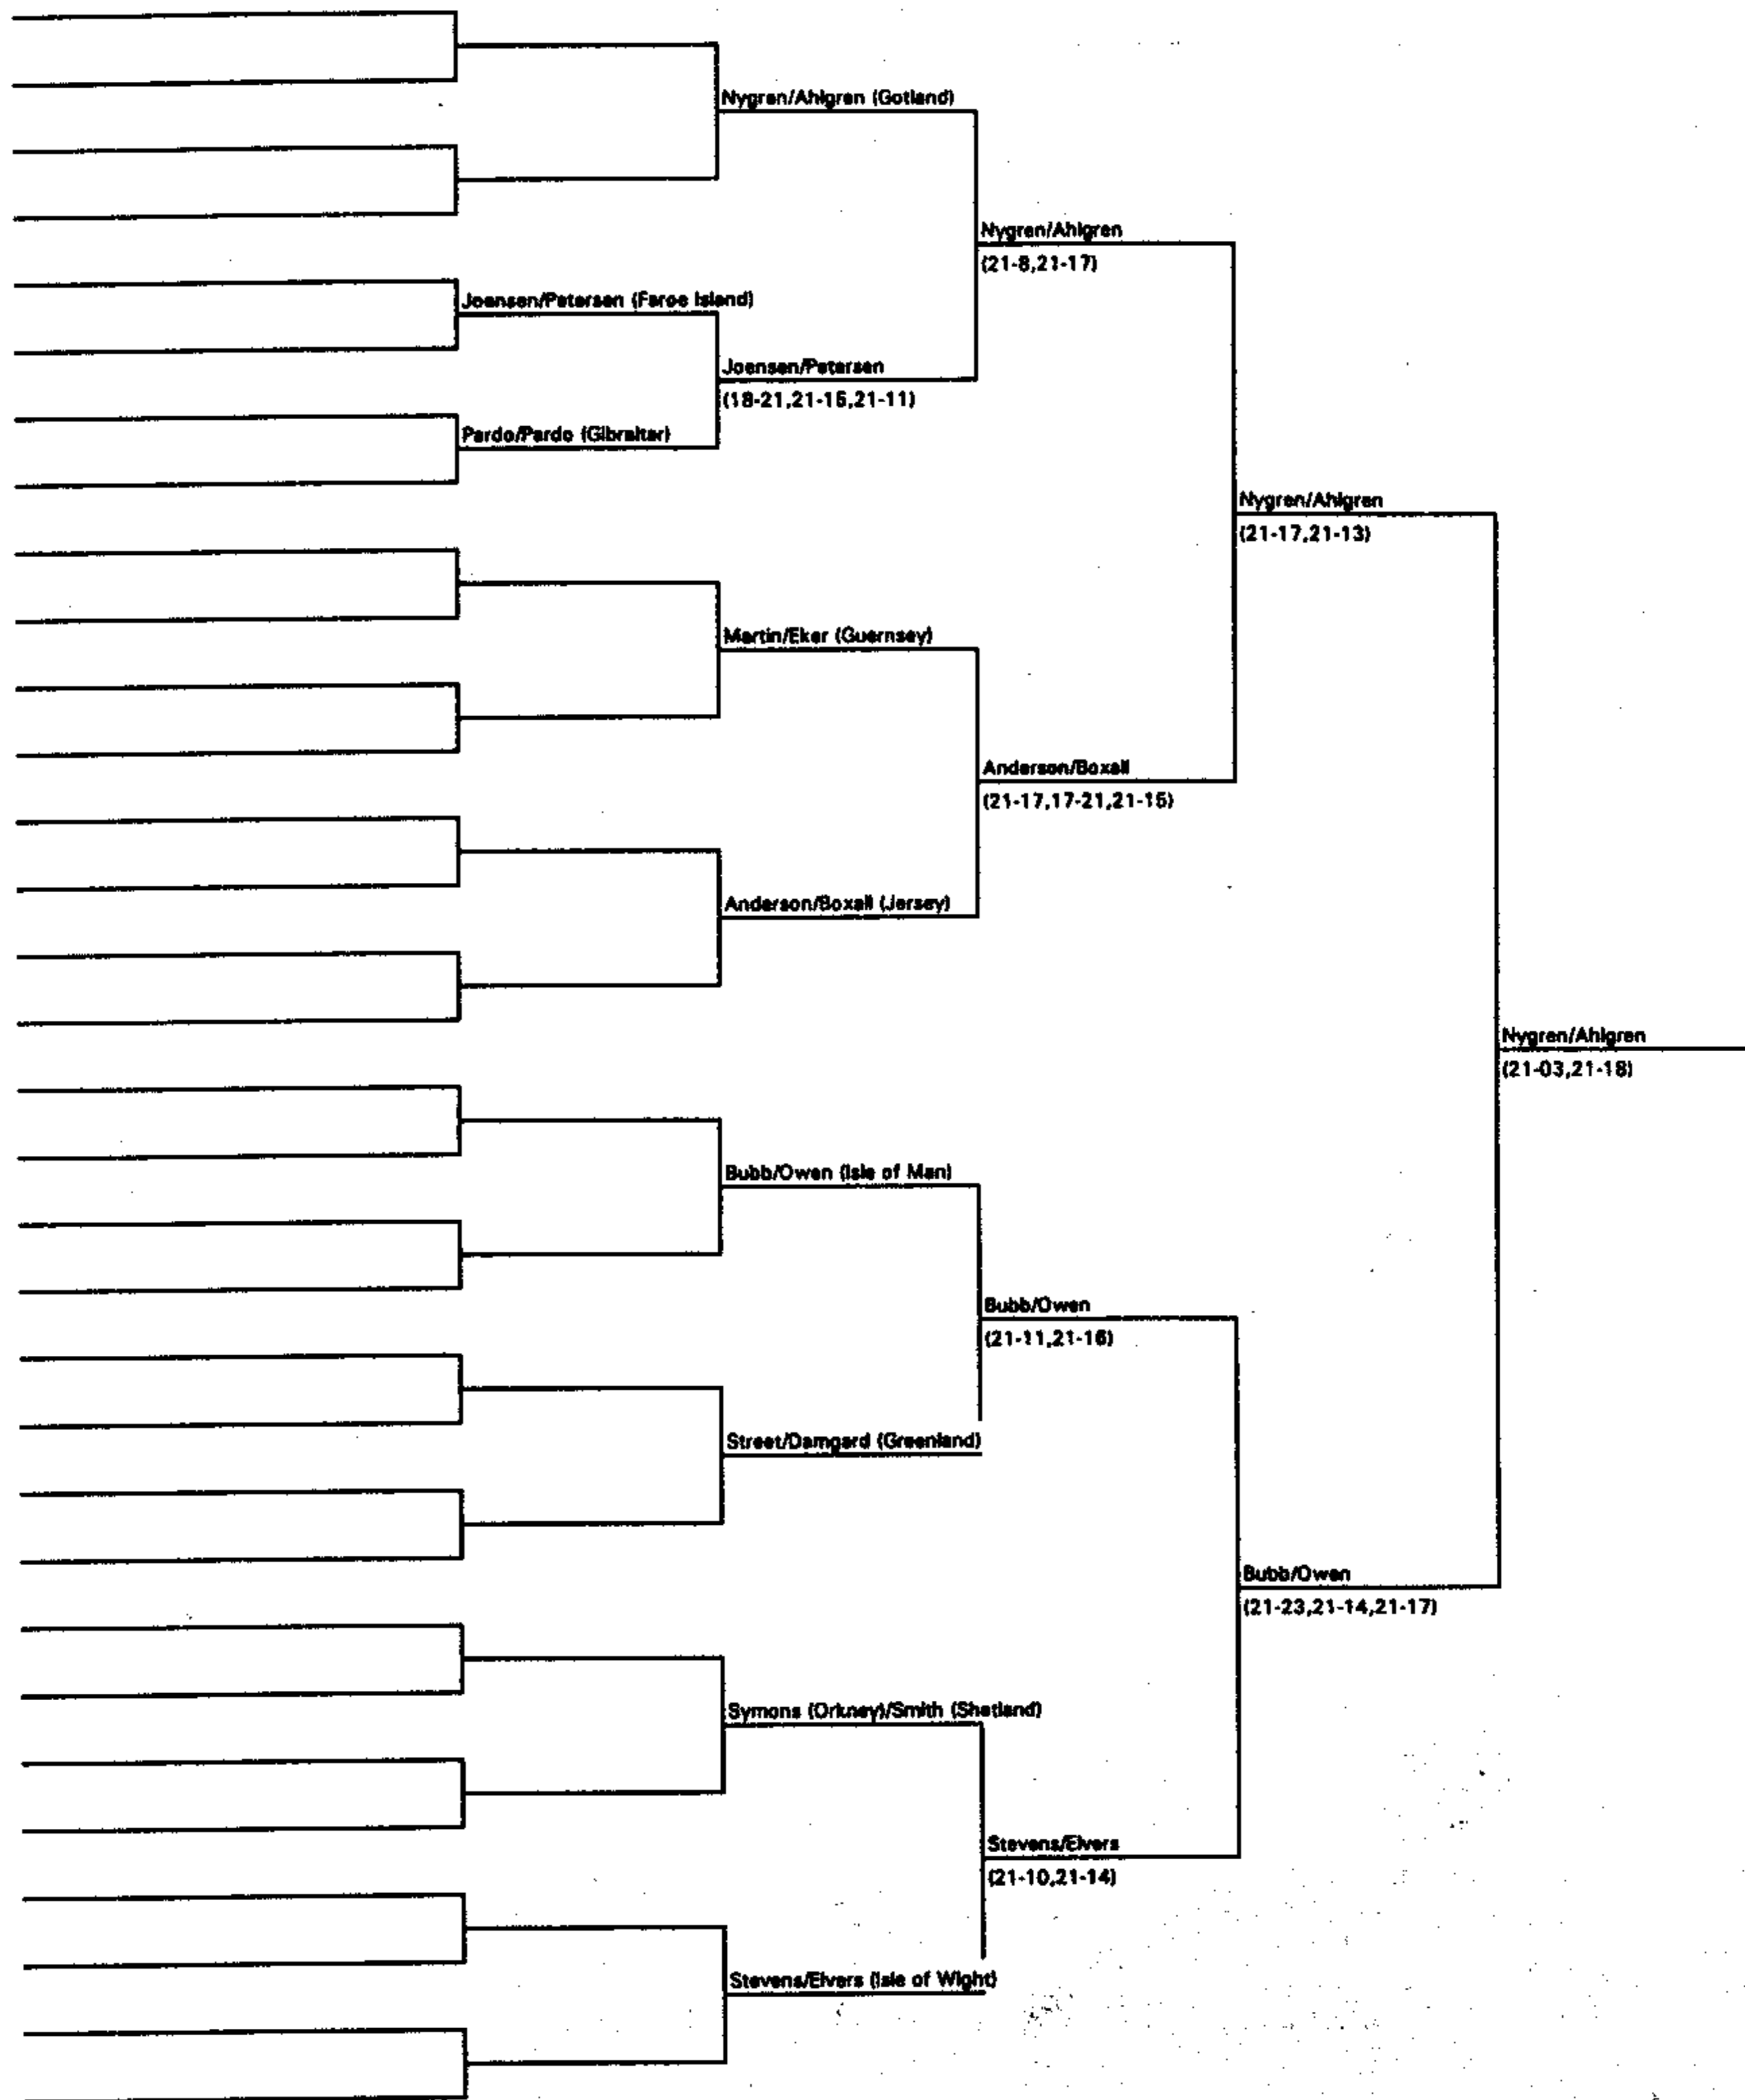 Nygren/Ahlgren (Gotland)
Nygren/Ahlgren
(21-8,21-17)
Joensen/Petersen (Faroe Island)
Joensen/Petersen
(18-21,21-15,21-11)
Pardo/Pardo (Gibraltar)
Nygren/Ahlgren
(21-17,21-13)
Martin/Eker (Guernsey)
Anderson/Boxall
(21-17,17-21,21-15)
Anderson/Boxall (Jersey)
Nygren/Ahlgren
(21-03,21-18)
Bubb/Owen (Isle of Man)
Bubb/Owen
(21-11,21-16)
Street/Damgard (Greenland)
Bubb/Owen
(21-23,21-14,21-17)
Symons (Orkney)/Smith (Shetland)
Stevens/Elvers
(21-10,21-14)
Stevens/Elvers (Isle of Wight)